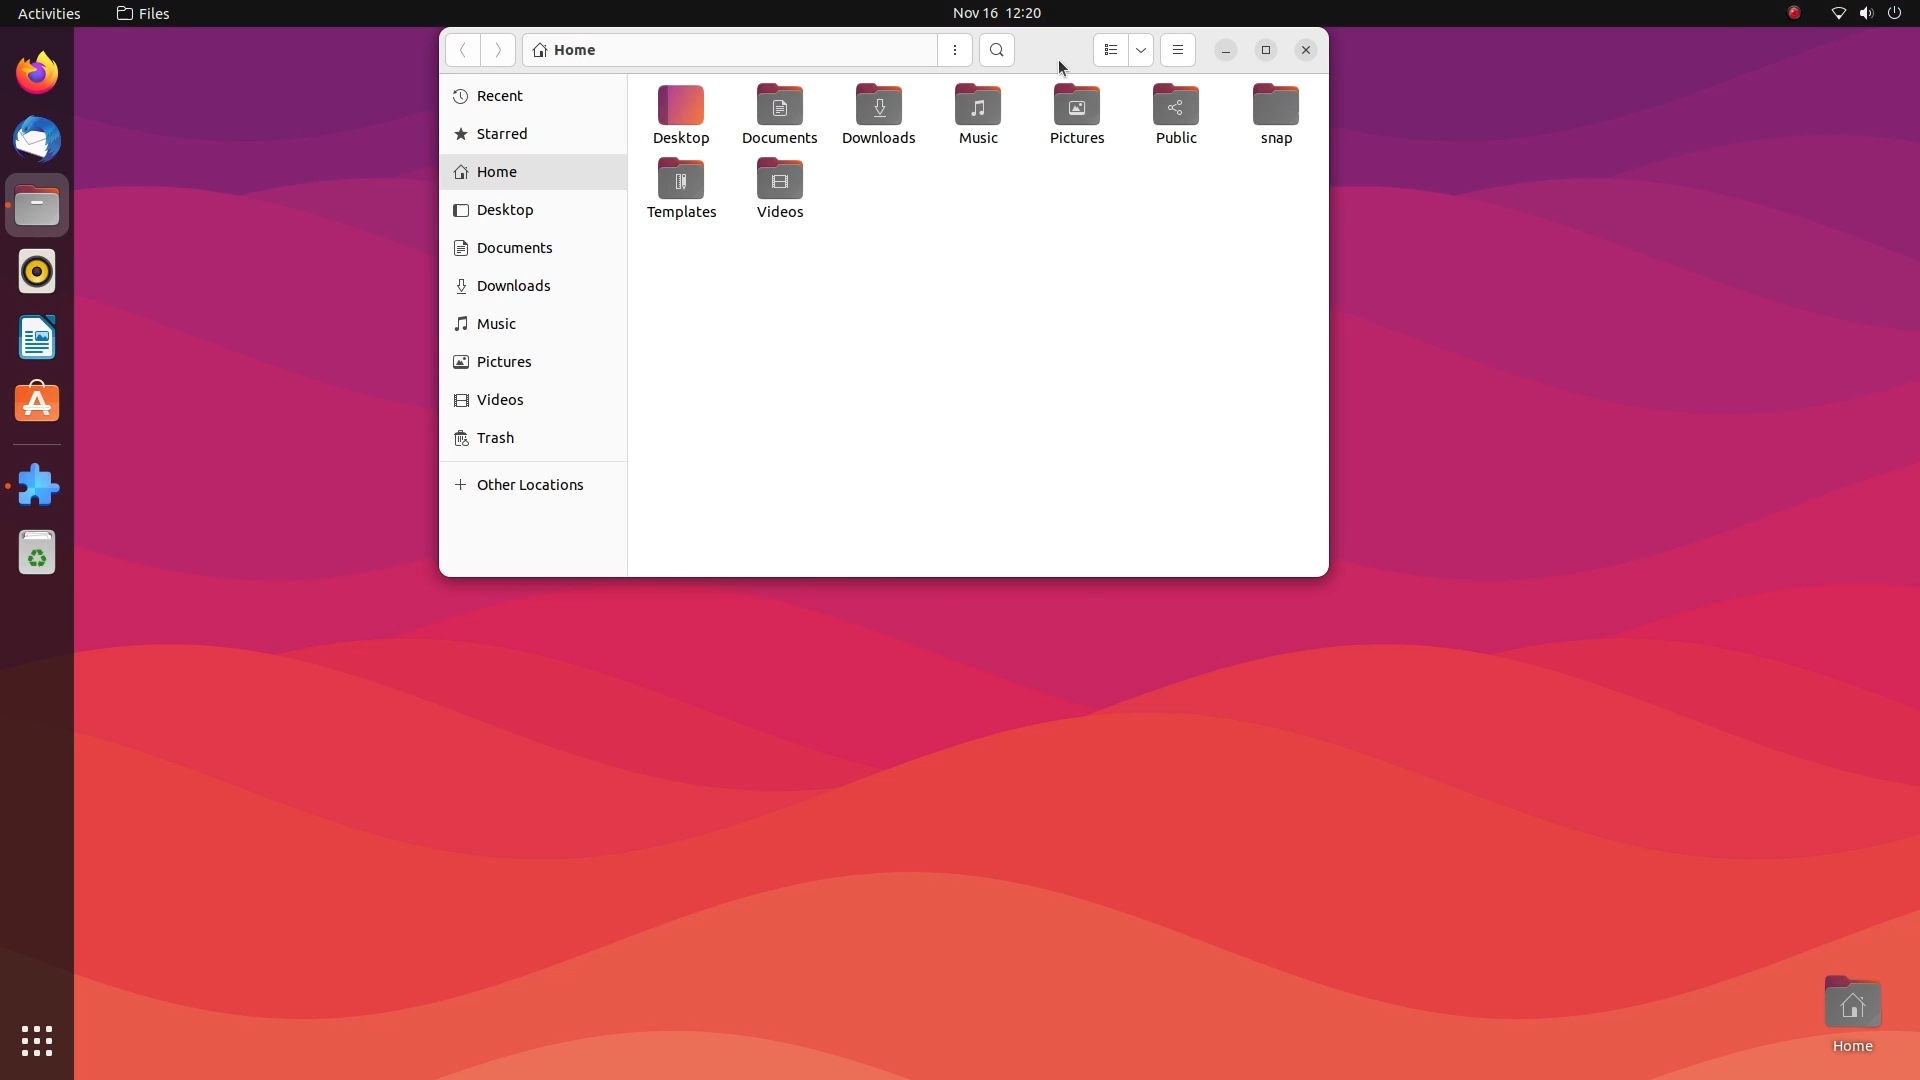 Activities Files Nov 16 12:20
Home
Recent
Starred
Home
Desktop
Documents
Downloads
Music
Pictures
Videos
Trash
Other Locations
Desktop Documents Downloads Music Pictures Public snap
Templates Videos
Home